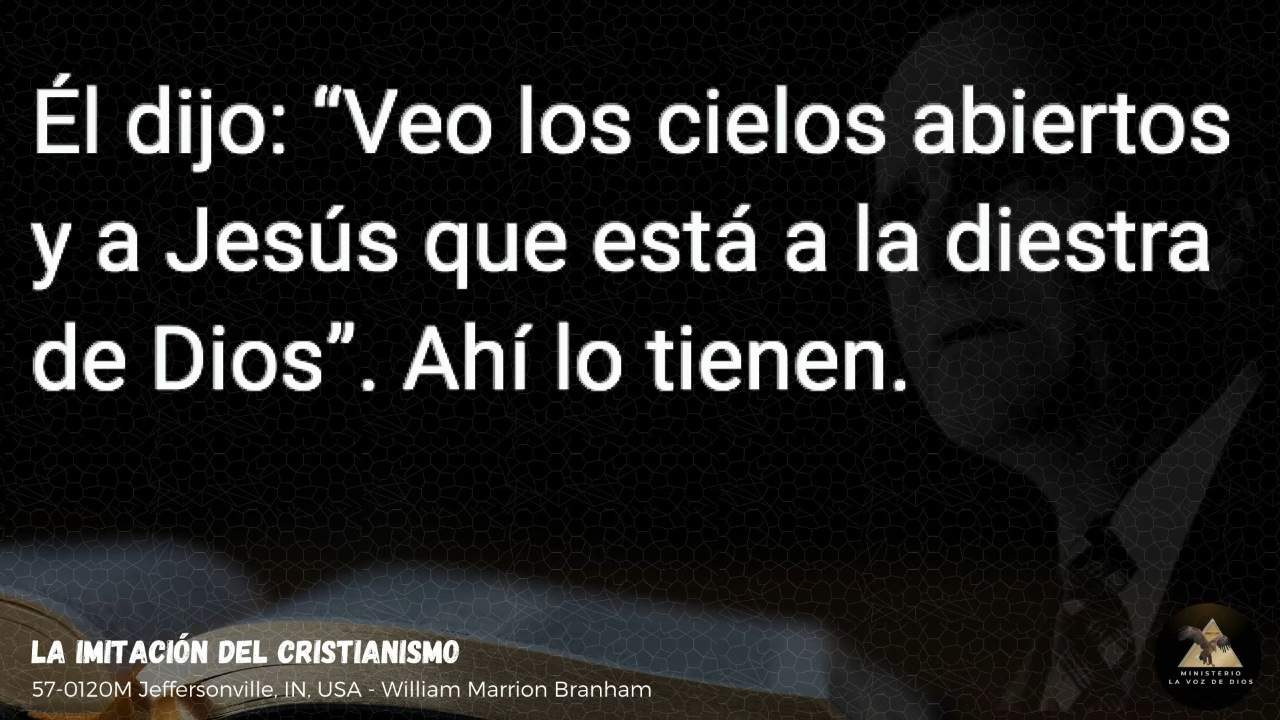 Él dijo: “Veo los cielos abiertos
y a Jesús que está a la diestra
de Dios”. Ahí lo tienen.
LA IMITACIÓN DEL CRISTIANISMO
57-0120M Jeffersonville, IN, USA - William Marrion Branham
MINISTERIO
LA VOZ DE DIOS